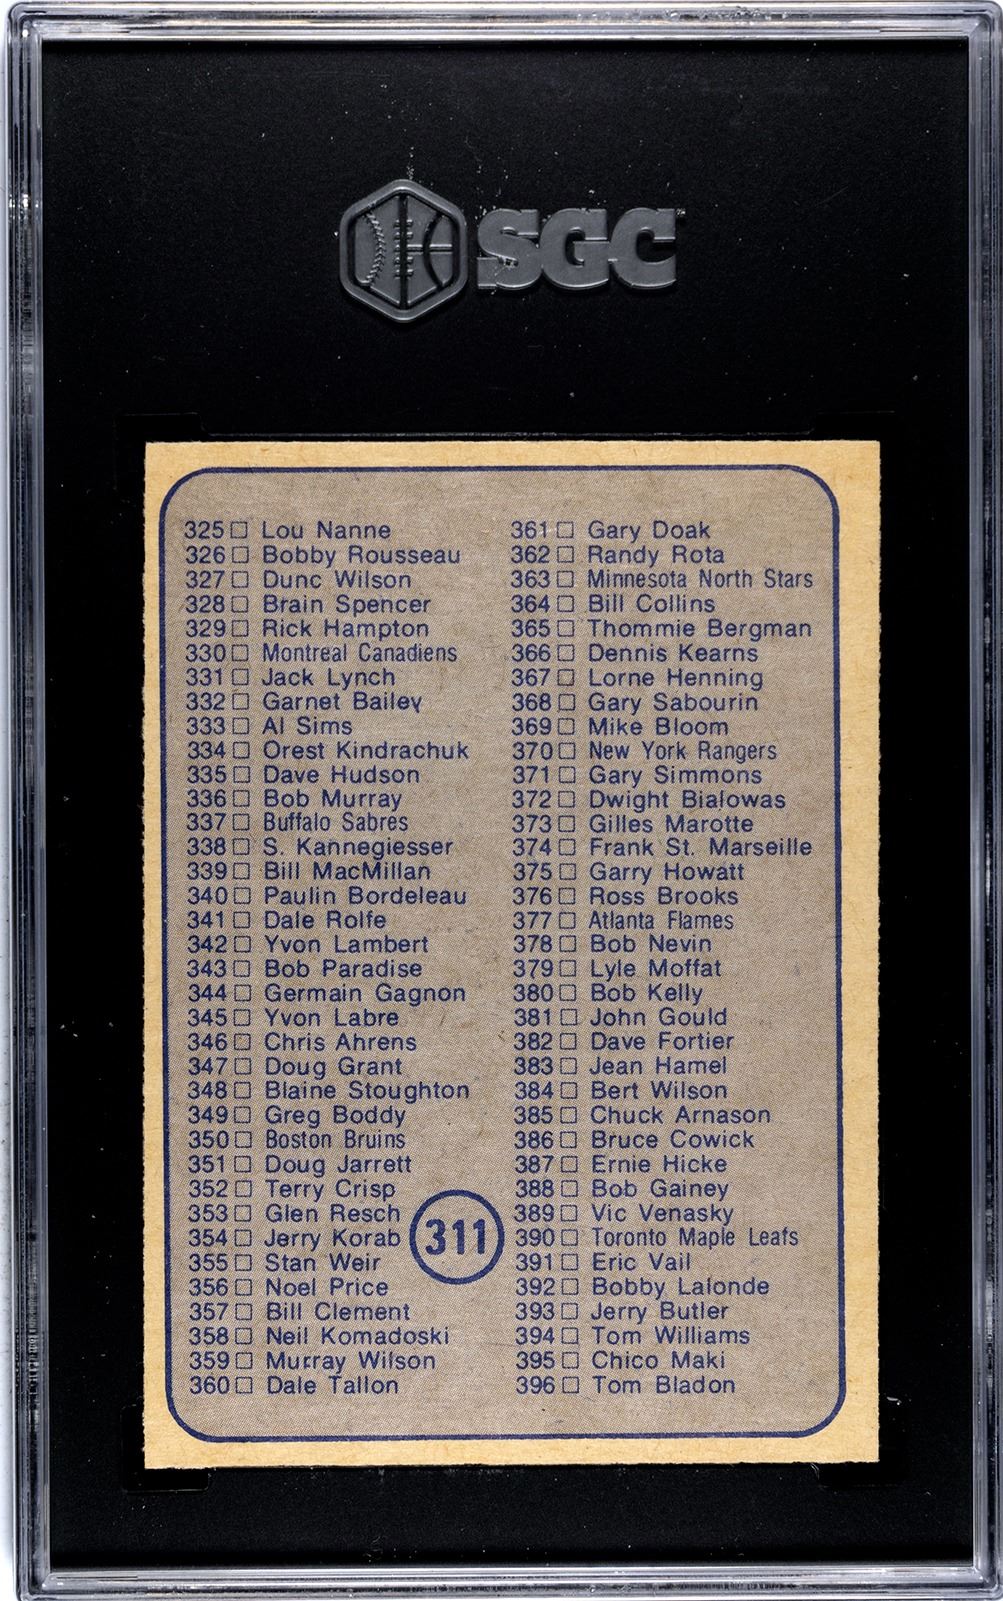 SGC
325 □ Lou Nanne
326 □ Bobby Rousseau
327 □ Dunc Wilson
328 □ Brain Spencer
329 □ Rick Hampton
330 □ Montreal Canadiens
331 □ Jack Lynch
332 □ Garnet Bailey
333 □ Al Sims
334 □ Orest Kindrachuk
335 □ Dave Hudson
336 □ Bob Murray
337 □ Buffalo Sabres
338 □ S. Kannegiesser
339 □ Bill MacMillan
340 □ Paulin Bordeleau
341 □ Dale Rolfe
342 □ Yvon Lambert
343 □ Bob Paradise
344 □ Germain Gagnon
345 □ Yvon Labre
346 □ Chris Ahrens
347 □ Doug Grant
348 □ Blaine Stoughton
349 □ Greg Boddy
350 □ Boston Bruins
351 □ Doug Jarrett
352 □ Terry Crisp
353 □ Glen Resch
354 □ Jerry Korab
355 □ Stan Weir
356 □ Noel Price
357 □ Bill Clement
358 □ Neil Komadoski
359 □ Murray Wilson
360 □ Dale Tallon
311
361 □ Gary Doak
362 □ Randy Rota
363 □ Minnesota North Stars
364 □ Bill Collins
365 □ Thommie Bergman
366 □ Dennis Kearns
367 □ Lorne Henning
368 □ Gary Sabourin
369 □ Mike Bloom
370 □ New York Rangers
371 □ Gary Simmons
372 □ Dwight Bialowas
373 □ Gilles Marotte
374 □ Frank St. Marseille
375 □ Garry Howatt
376 □ Ross Brooks
377 □ Atlanta Flames
378 □ Bob Nevin
379 □ Lyle Moffat
380 □ Bob Kelly
381 □ John Gould
382 □ Dave Fortier
383 □ Jean Hamel
384 □ Bert Wilson
385 □ Chuck Arnason
386 □ Bruce Cowick
387 □ Ernie Hicke
388 □ Bob Gainey
389 □ Vic Venasky
390 □ Toronto Maple Leafs
391 □ Eric Vail
392 □ Bobby Lalonde
393 □ Jerry Butler
394 □ Tom Williams
395 □ Chico Maki
396 □ Tom Bladon